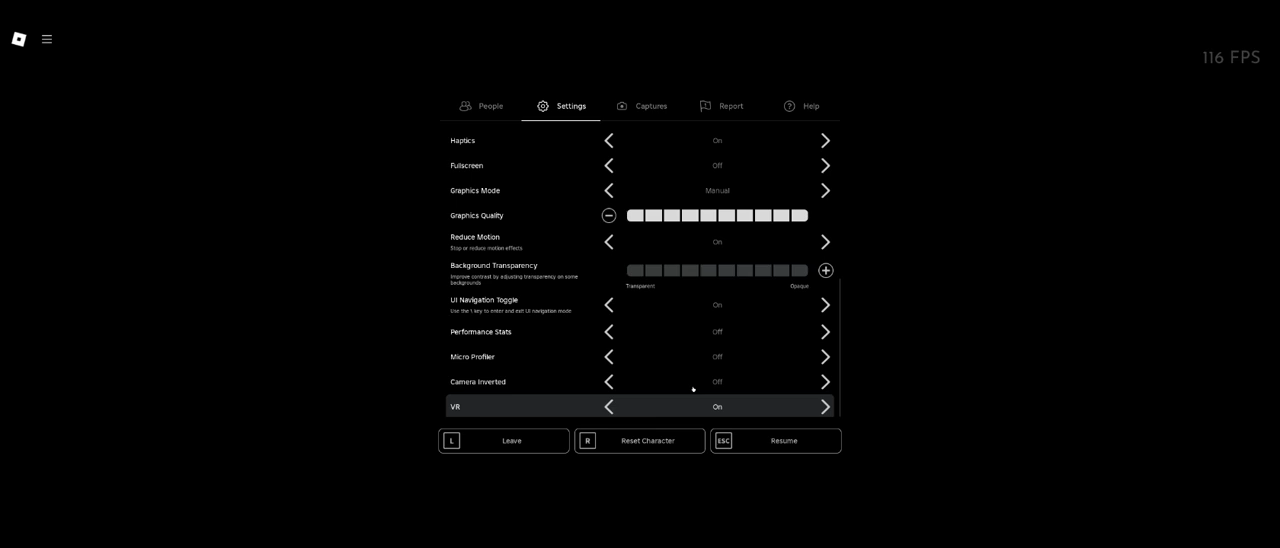 116 FPS
People Settings Captures Report Help
Haptics On
Fullscreen Off
Graphics Mode Manual
Graphics Quality
Reduce Motion On
Stop or reduce motion effects
Background Transparency
Improve contrast by adjusting transparency on some
backgrounds
Transparent Opaque
UI Navigation Toggle On
Use the \ key to enter and exit UI navigation mode
Performance Stats Off
Micro Profiler Off
Camera Inverted Off
VR On
L Leave R Reset Character ESC Resume